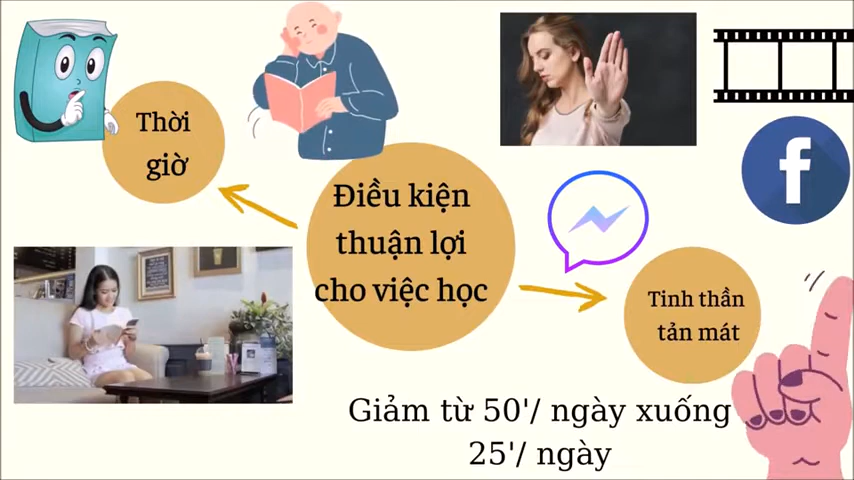 Thời
giờ
Điều kiện
thuận lợi
cho việc học
Tinh thần
tản mát
Giảm từ 50'/ ngày xuống
25'/ ngày